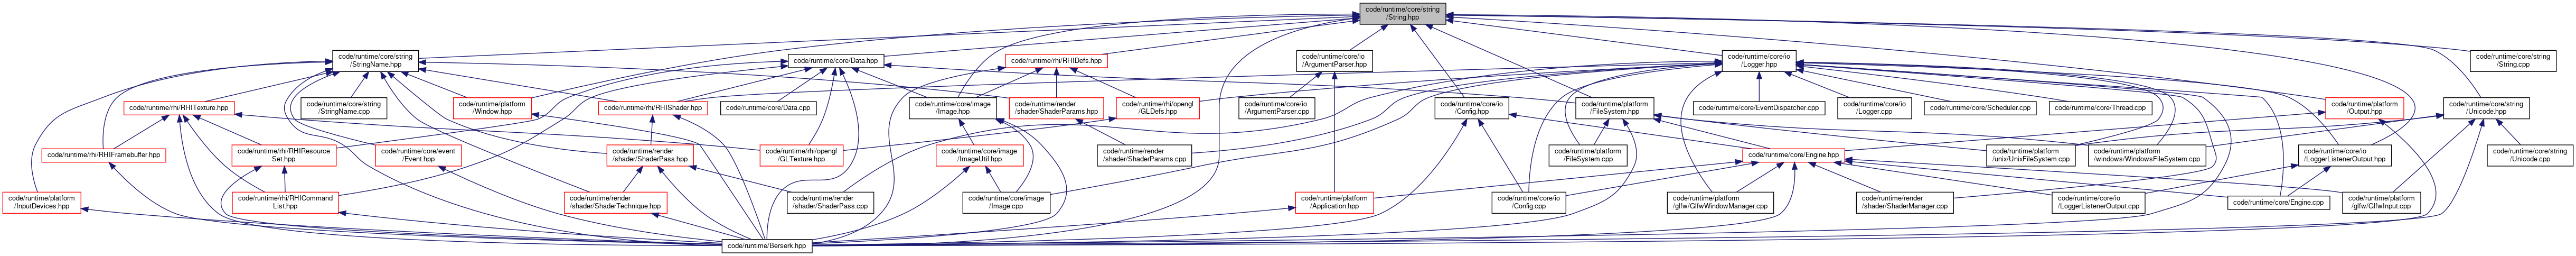 code/runtime/core/string
/String.hpp
code/runtime/core/string
/StringName.hpp
code/runtime/core/Data.hpp
code/runtime/rhi/RHIDefs.hpp
code/runtime/core/io
/ArgumentParser.hpp
code/runtime/core/io
/Logger.hpp
code/runtime/core/string
/String.cpp
code/runtime/rhi/RHITexture.hpp
code/runtime/core/string
/StringName.cpp
code/runtime/platform
/Window.hpp
code/runtime/rhi/RHIShader.hpp
code/runtime/core/Data.cpp
code/runtime/core/image
/Image.hpp
code/runtime/render
/shader/ShaderParams.hpp
code/runtime/rhi/opengl
/GLDefs.hpp
code/runtime/core/io
/ArgumentParser.cpp
code/runtime/core/io
/Config.hpp
code/runtime/platform
/FileSystem.hpp
code/runtime/core/EventDispatcher.cpp
code/runtime/core/io
/Logger.cpp
code/runtime/core/Scheduler.cpp
code/runtime/core/Thread.cpp
code/runtime/platform
/Output.hpp
code/runtime/core/string
/Unicode.hpp
code/runtime/rhi/RHIFramebuffer.hpp
code/runtime/rhi/RHIResource
Set.hpp
code/runtime/core/event
/Event.hpp
code/runtime/render
/shader/ShaderPass.hpp
code/runtime/rhi/opengl
/GLTexture.hpp
code/runtime/core/image
/ImageUtil.hpp
code/runtime/render
/shader/ShaderParams.cpp
code/runtime/platform
/FileSystem.cpp
code/runtime/core/Engine.hpp
code/runtime/platform
/unix/UnixFileSystem.cpp
code/runtime/platform
/windows/WindowsFileSystem.cpp
code/runtime/core/io
/LoggerListenerOutput.hpp
code/runtime/core/string
/Unicode.cpp
code/runtime/platform
/InputDevices.hpp
code/runtime/rhi/RHICommand
List.hpp
code/runtime/render
/shader/ShaderTechnique.hpp
code/runtime/render
/shader/ShaderPass.cpp
code/runtime/core/image
/Image.cpp
code/runtime/platform
/Application.hpp
code/runtime/core/io
/Config.cpp
code/runtime/platform
/glfw/GlfwWindowManager.cpp
code/runtime/render
/shader/ShaderManager.cpp
code/runtime/core/io
/LoggerListenerOutput.cpp
code/runtime/core/Engine.cpp
code/runtime/platform
/glfw/GlfwInput.cpp
code/runtime/Berserk.hpp